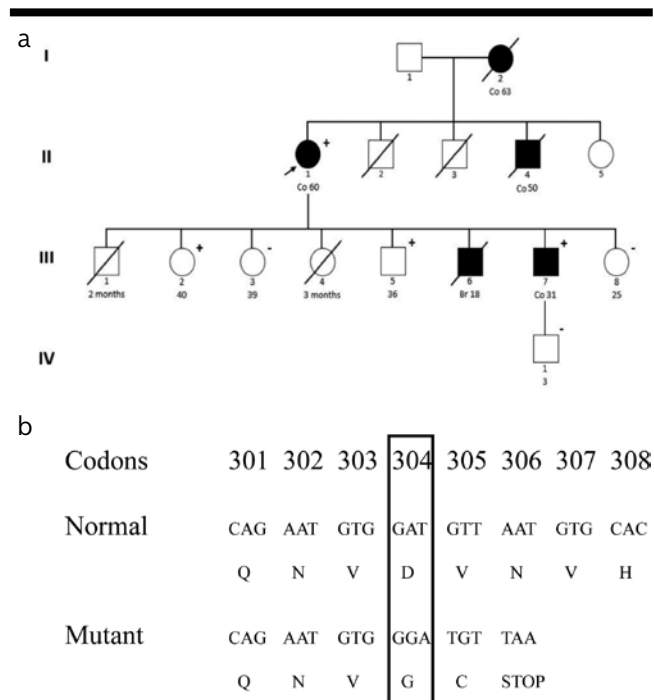 a
I
1
2
Co 63
II
+
1
2
3
4
5
Co 60
Co 50
III
+
-
+
+
-
1
2
3
4
5
6
7
8
2 months
40
39
3 months
36
Br 18
Co 31
25
IV
-
1
3
b
Codons 301 302 303 304 305 306 307 308
Normal CAG AAT GTG GAT GTT AAT GTG CAC
Q N V D V N V H
Mutant CAG AAT GTG GGA TGT TAA
Q N V G C STOP